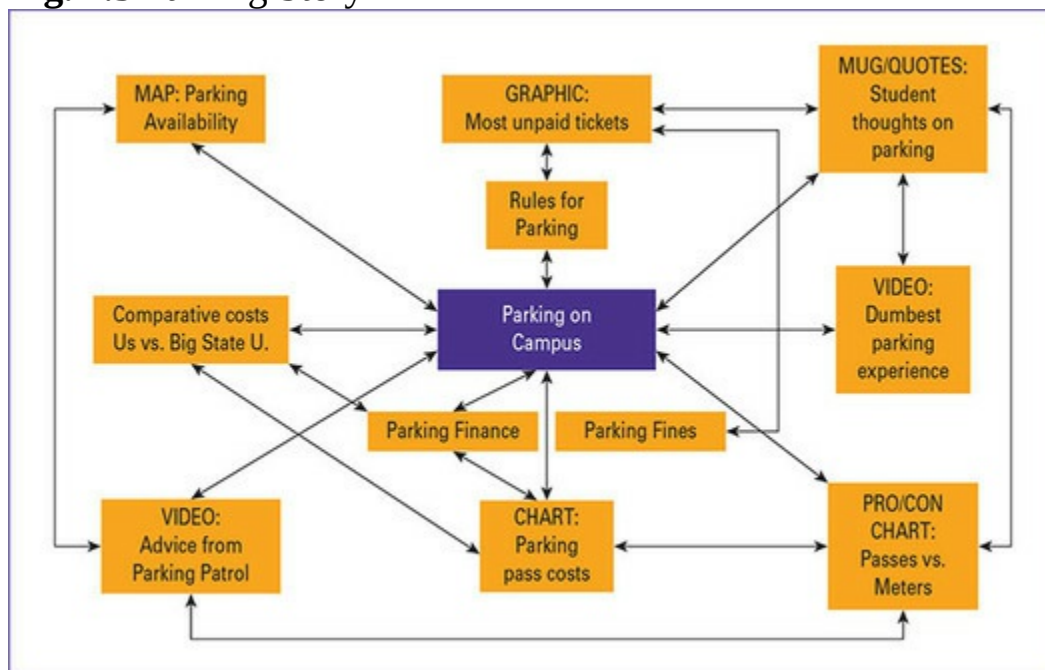 MAP: Parking
Availability
GRAPHIC:
Most unpaid tickets
MUG/QUOTES:
Student
thoughts on
parking
Rules for
Parking
Comparative costs
Us vs. Big State U.
Parking on
Campus
VIDEO:
Dumbest
parking
experience
Parking Finance
Parking Fines
VIDEO:
Advice from
Parking Patrol
CHART:
Parking
pass costs
PRO/CON
CHART:
Passes vs.
Meters